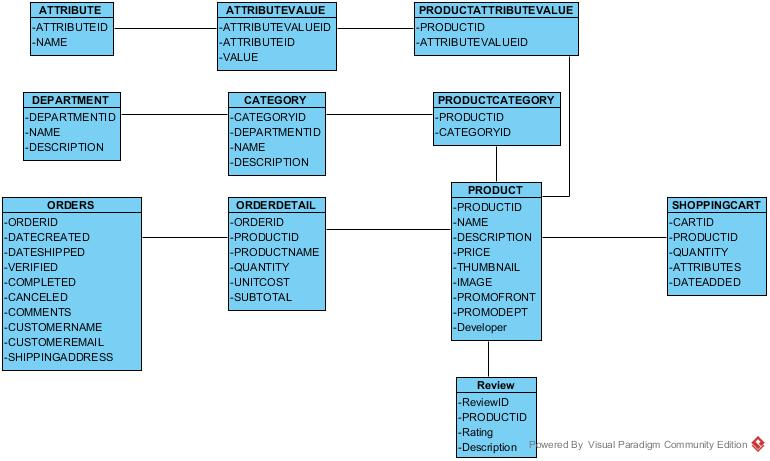 ATTRIBUTE
-ATTRIBUTEID
-NAME
ATTRIBUTEVALUE
-ATTRIBUTEVALUEID
-ATTRIBUTEID
-VALUE
PRODUCTATTRIBUTEVALUE
-PRODUCTID
-ATTRIBUTEVALUEID
DEPARTMENT
-DEPARTMENTID
-NAME
-DESCRIPTION
CATEGORY
-CATEGORYID
-DEPARTMENTID
-NAME
-DESCRIPTION
PRODUCTCATEGORY
-PRODUCTID
-CATEGORYID
ORDERS
-ORDERID
-DATECREATED
-DATESHIPPED
-VERIFIED
-COMPLETED
-CANCELED
-COMMENTS
-CUSTOMERNAME
-CUSTOMEREMAIL
-SHIPPINGADDRESS
ORDERDETAIL
-ORDERID
-PRODUCTID
-PRODUCTNAME
-QUANTITY
-UNITCOST
-SUBTOTAL
PRODUCT
-PRODUCTID
-NAME
-DESCRIPTION
-PRICE
-THUMBNAIL
-IMAGE
-PROMOFRONT
-PROMODEPT
-Developer
SHOPPINGCART
-CARTID
-PRODUCTID
-QUANTITY
-ATTRIBUTES
-DATEADDED
Review
-ReviewID
-PRODUCTID
-Rating
-Description
Powered By Visual Paradigm Community Edition